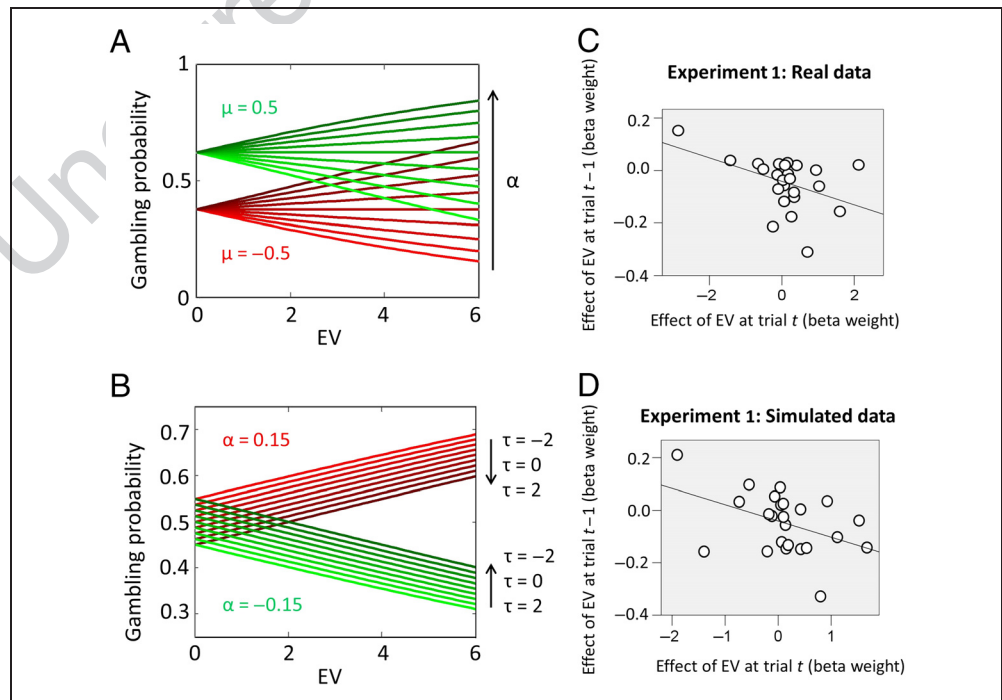 A
Gambling probability
1
0.5
0
μ = 0.5
μ = −0.5
α
0 2 4 6
EV
B
Gambling probability
0.7
0.6
0.5
0.4
0.3
α = 0.15
α = −0.15
τ = −2
τ = 0
τ = 2
τ = −2
τ = 0
τ = 2
0 2 4 6
EV
C
Experiment 1: Real data
Effect of EV at trial t − 1 (beta weight)
0.2
0.0
−0.2
−0.4
−2 0 2
Effect of EV at trial t (beta weight)
D
Experiment 1: Simulated data
Effect of EV at trial t − 1 (beta weight)
0.2
0.0
−0.2
−0.4
−2 −1 0 1
Effect of EV at trial t (beta weight)